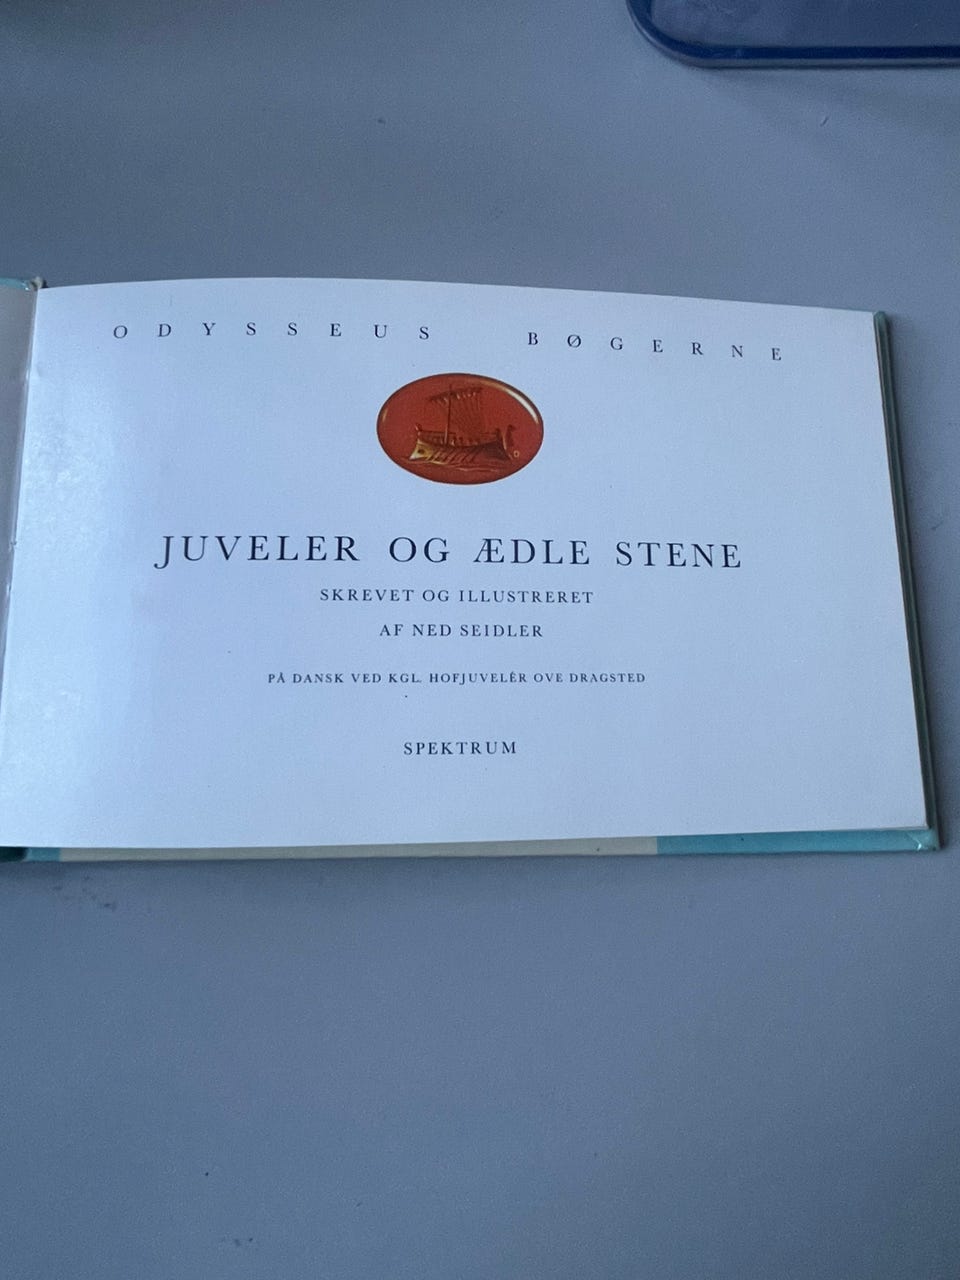 ODYSSEUS BØGERNE
JUVELER OG ÆDLE STENE
SKREVET OG ILLUSTRERET
AF NED SEIDLER
PÅ DANSK VED KGL. HOFJUVELÊR OVE DRAGSTED
SPEKTRUM